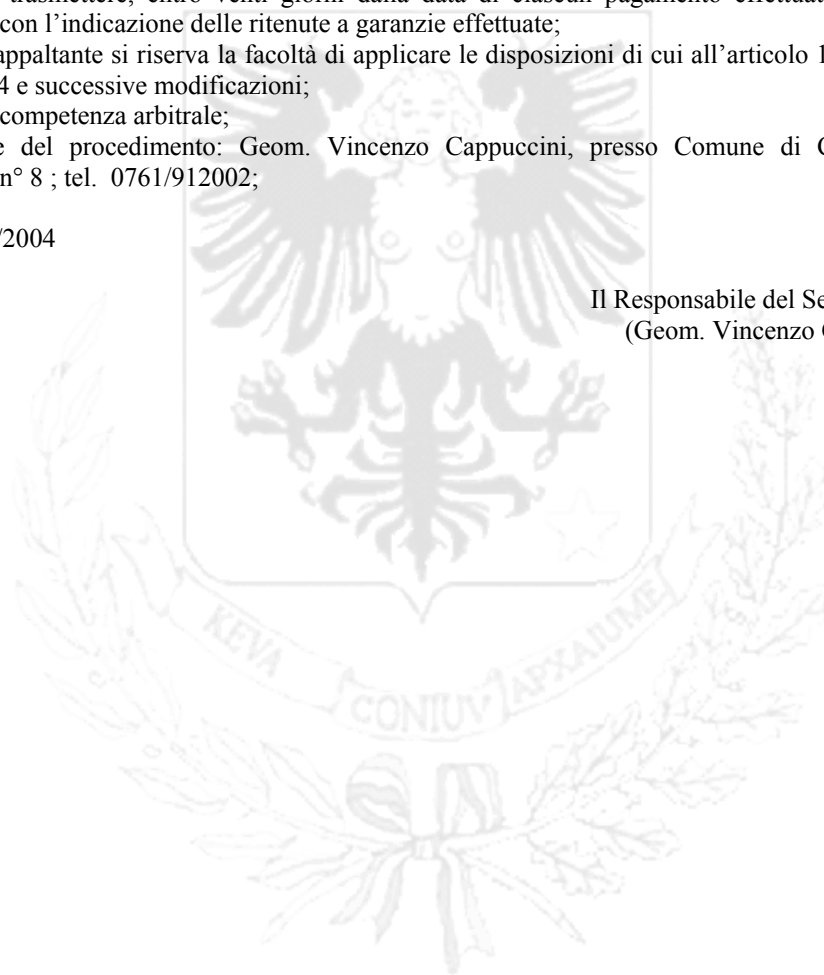 trasmettere, entro venti giorni dalla data di ciascun pagamento
con l’indicazione delle ritenute a garanzie effettuate;
appaltante si riserva la facoltà di applicare le disposizioni di cui all’articolo 1
4 e successive modificazioni;
competenza arbitrale;
e del procedimento: Geom. Vincenzo Cappuccini, presso Comune di C
n° 8 ; tel. 0761/912002;
/2004
Il Responsabile del Se
(Geom. Vincenzo C
KEVA CONIUV APXAIUME